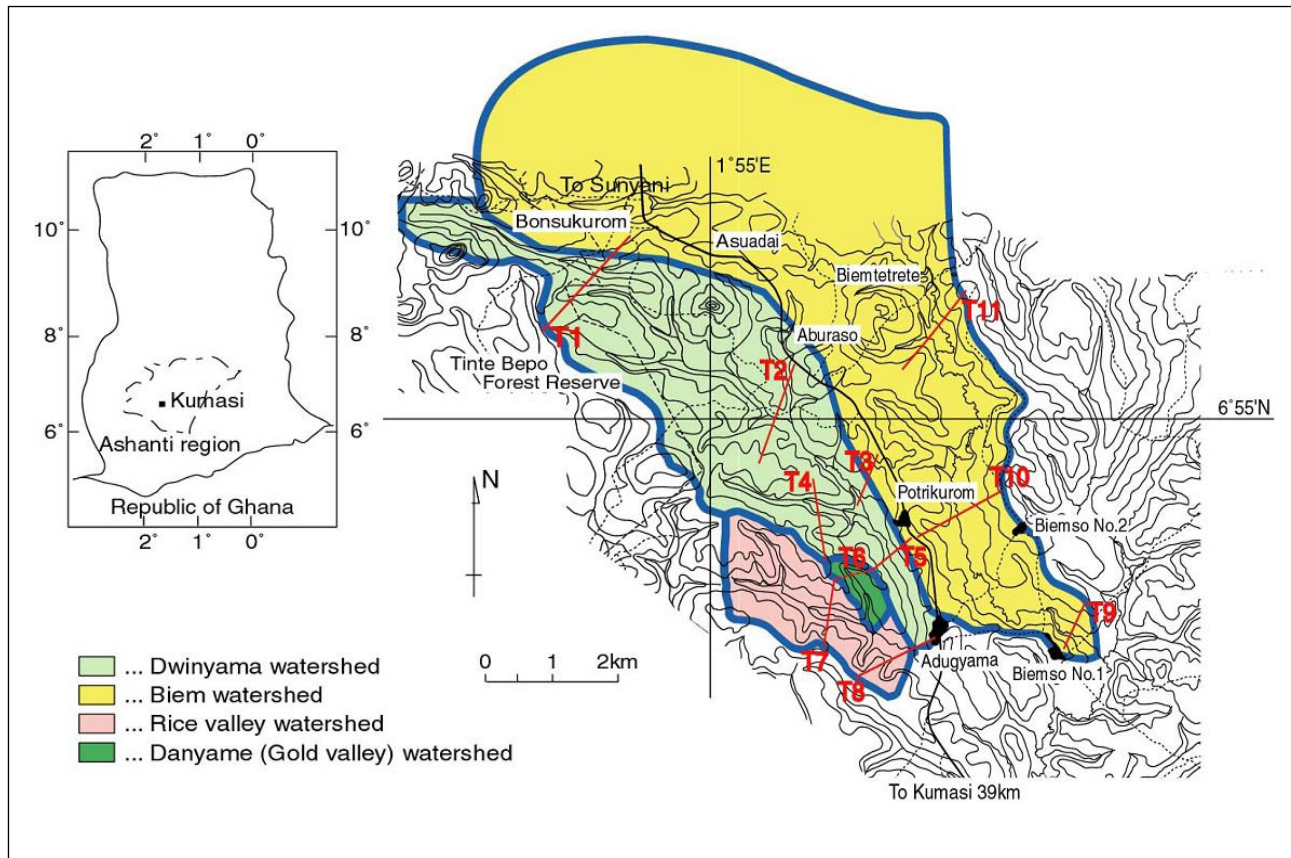 2° 1° 0°
10°
8°
6°
10°
8°
6°
Kumasi
Ashanti region
Republic of Ghana
2° 1° 0°
1°55'E
To Sunyani
Bonsukurom
Asuadai
Biemtetrete
T11
T1
Aburaso
Tinte Bepo
Forest Reserve
T2
6°55'N
T3
T4
T10
N
Potrikurom
Biemso No.2
T6
T5
T9
T7
Adugyama
Biemso No.1
T8
0 1 2km
... Dwinyama watershed
... Biem watershed
... Rice valley watershed
... Danyame (Gold valley) watershed
To Kumasi 39km